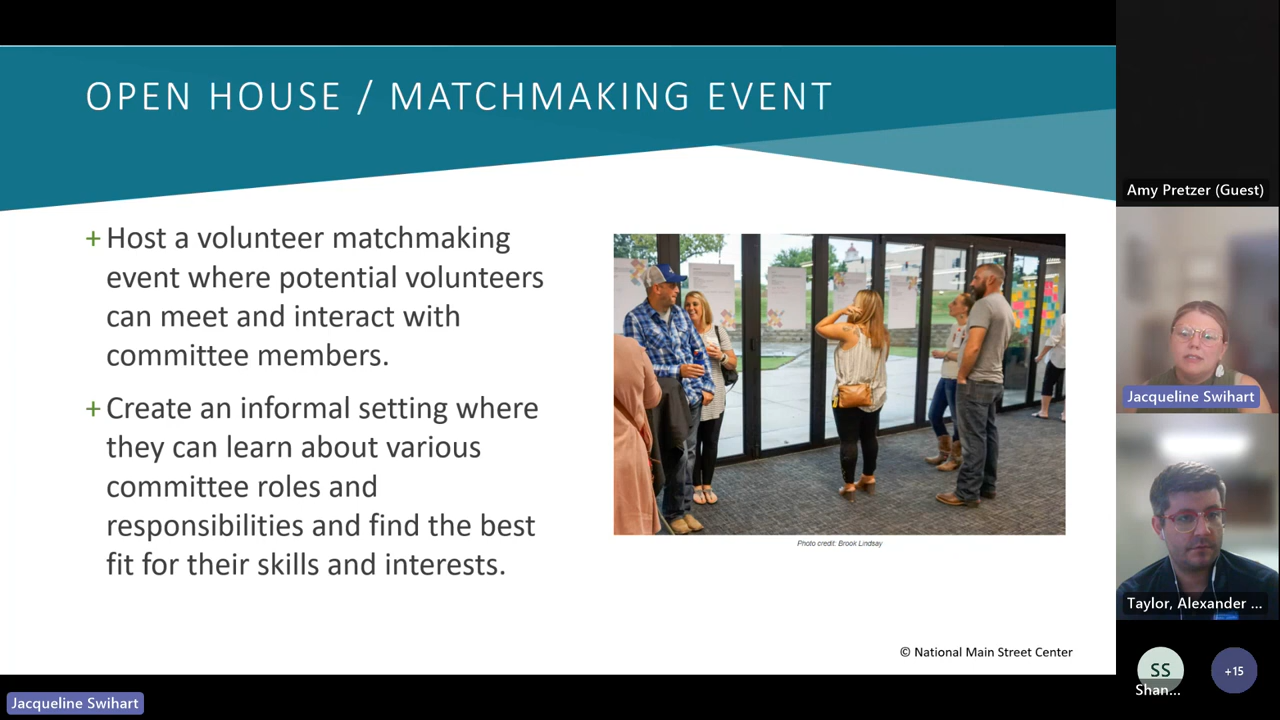 OPEN HOUSE / MATCHMAKING EVENT
+ Host a volunteer matchmaking
event where potential volunteers
can meet and interact with
committee members.
+ Create an informal setting where
they can learn about various
committee roles and
responsibilities and find the best
fit for their skills and interests.
Photo credit: Brook Lindsay
© National Main Street Center
Jacqueline Swihart
Amy Pretzer (Guest)
Jacqueline Swihart
Taylor, Alexander ...
SS
Shan...
+15